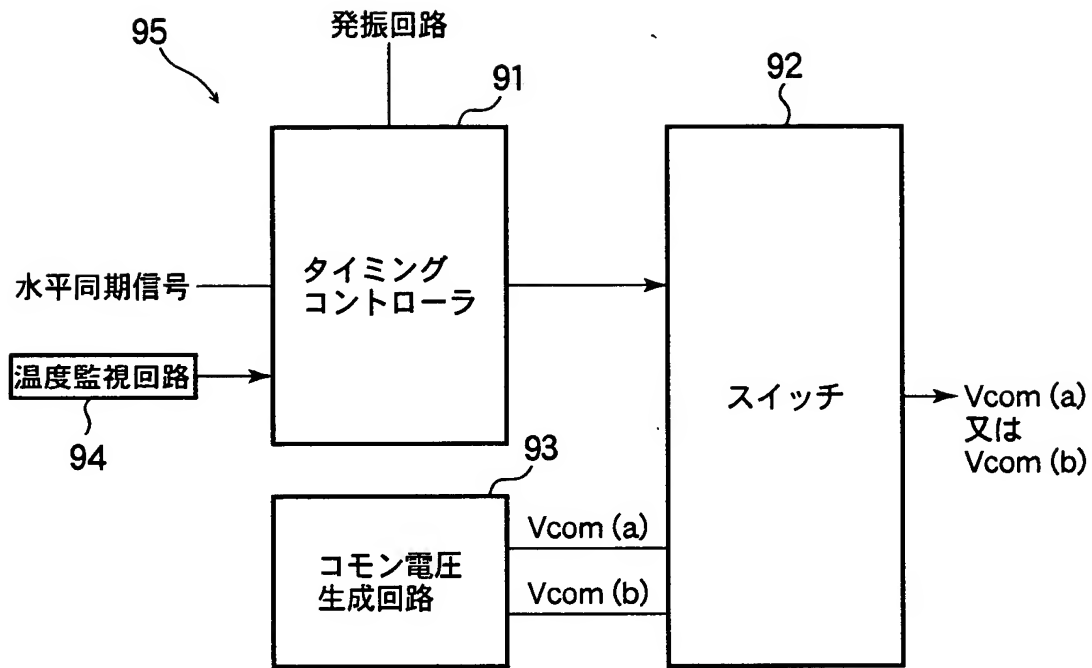 95
発振回路
91
92
水平同期信号
タイミング
コントローラ
温度監視回路
94
スイッチ
Vcom (a)
又は
Vcom (b)
93
コモン電圧
生成回路
Vcom (a)
Vcom (b)